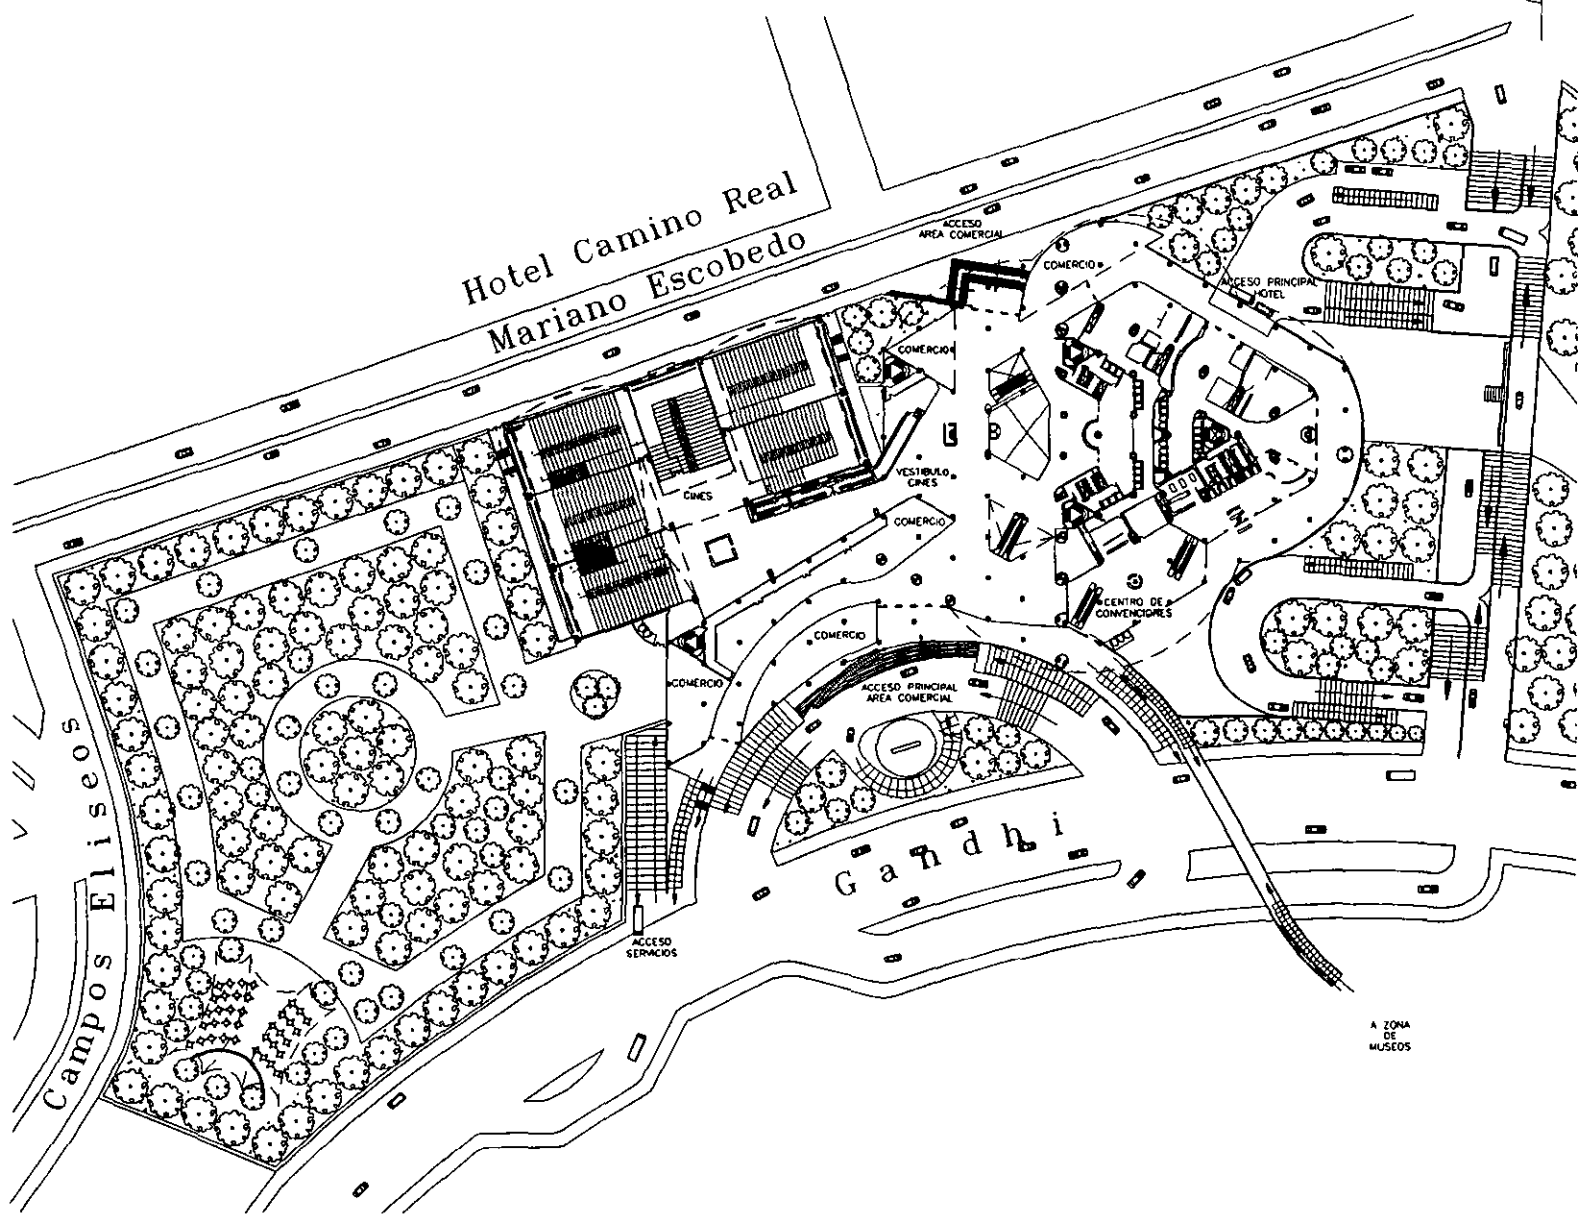 Hotel Camino Real
Mariano Escobedo
ACCESO
AREA COMERCIAL
COMERCIO
ACCESO PRINCIPAL
HOTEL
COMERCIO
VESTIBULO
CINES
CINES
COMERCIO
CENTRO DE
CONVENCIONES
COMERCIO
COMERCIO
ACCESO PRINCIPAL
AREA COMERCIAL
Gandhi
Campos Eliseos
ACCESO
SERVICIOS
A ZONA
DE
MUSEOS